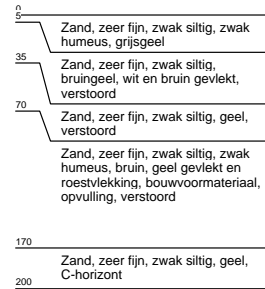 0
5
Zand, zeer fijn, zwak siltig, zwak
humeus, grijsgeel
35
Zand, zeer fijn, zwak siltig,
bruingeel, wit en bruin gevlekt,
verstoord
70
Zand, zeer fijn, zwak siltig, geel,
verstoord
Zand, zeer fijn, zwak siltig, zwak
humeus, bruin, geel gevlekt en
roestvlekking, bouwvoormateriaal,
opvulling, verstoord
170
Zand, zeer fijn, zwak siltig, geel,
C-horizont
200